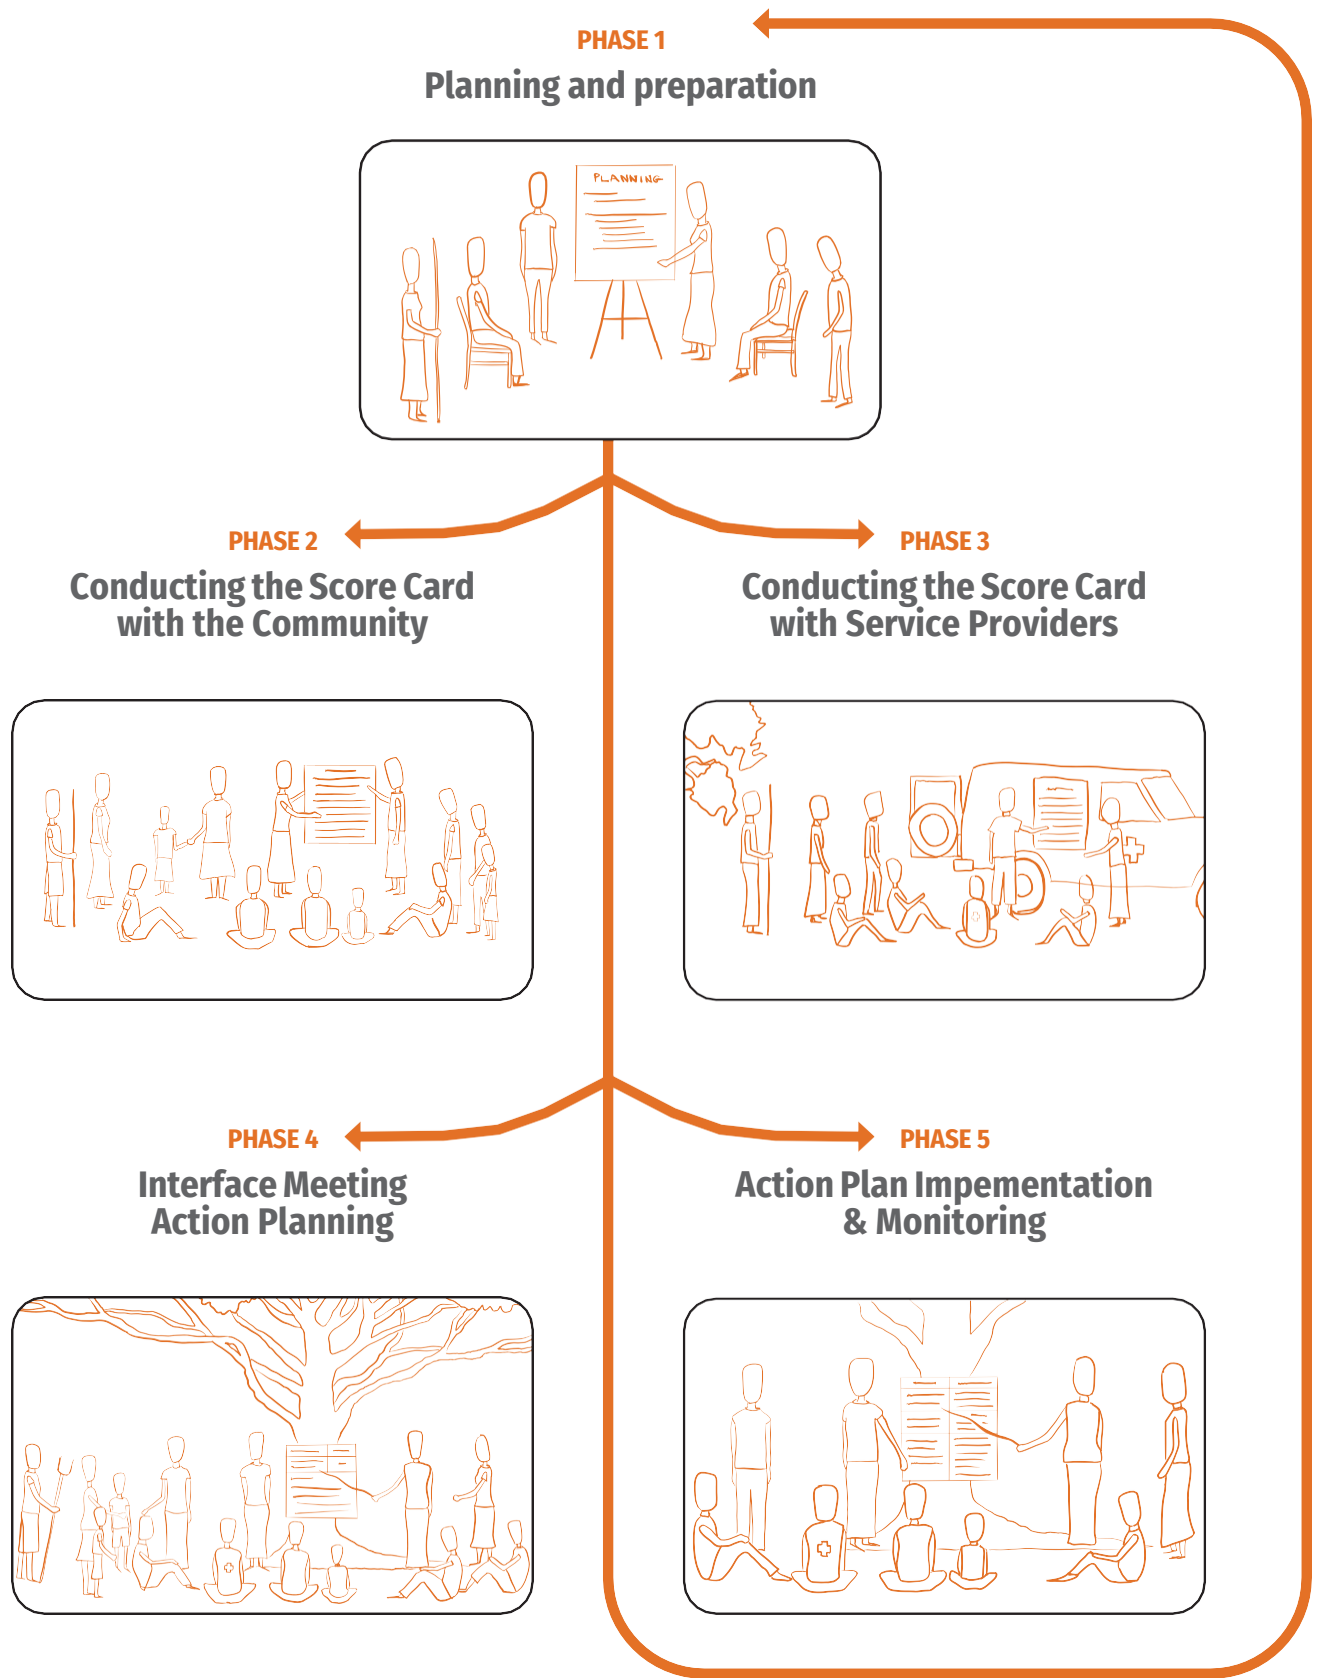 PHASE 1
Planning and preparation
PLANNING
PHASE 2
Conducting the Score Card
with the Community
PHASE 3
Conducting the Score Card
with Service Providers
PHASE 4
Interface Meeting
Action Planning
PHASE 5
Action Plan Impementation
& Monitoring